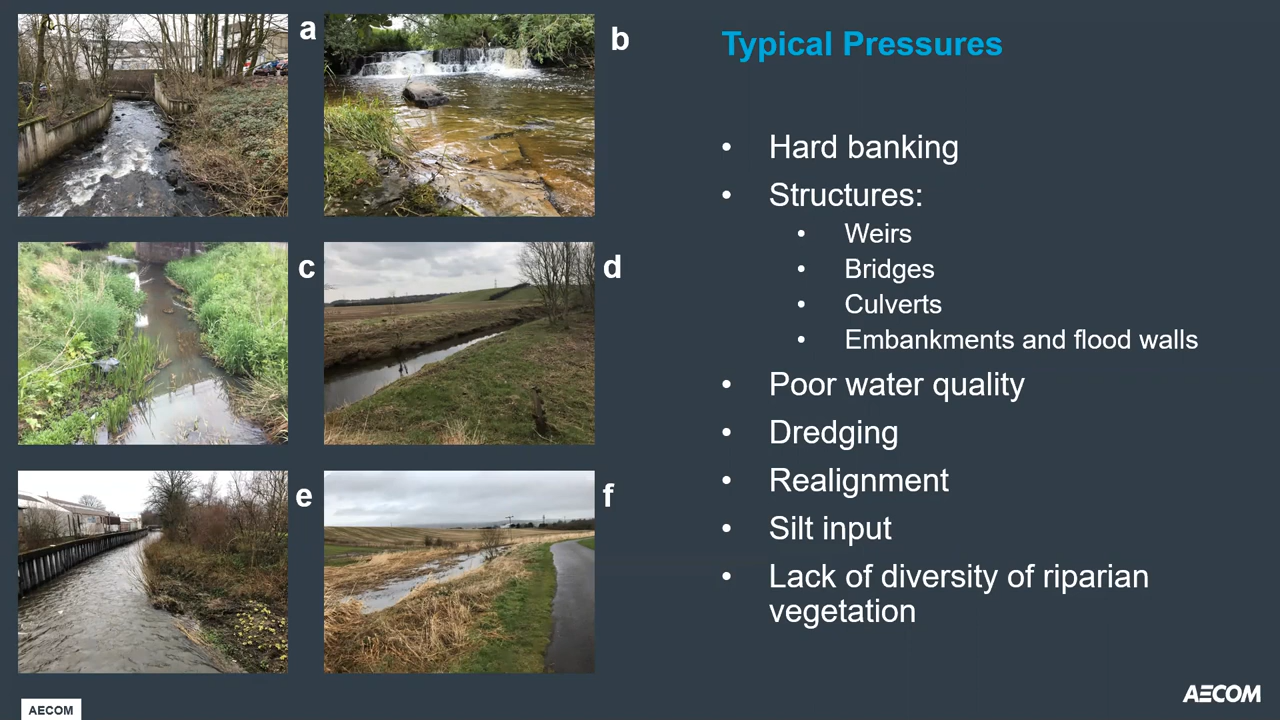 a
b
Typical Pressures
• Hard banking
• Structures:
• Weirs
• Bridges
• Culverts
• Embankments and flood walls
• Poor water quality
• Dredging
• Realignment
• Silt input
• Lack of diversity of riparian
vegetation
c
d
e
f
AECOM
AECOM